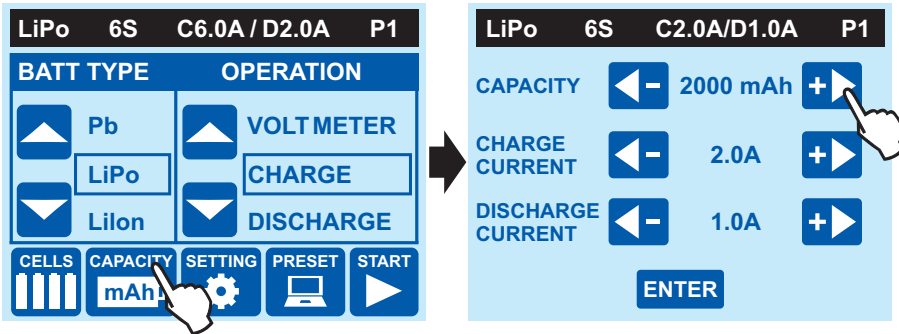 LiPo 6S C6.0A / D2.0A P1
BATT TYPE OPERATION
Pb VOLT METER
LiPo CHARGE
LiIon DISCHARGE
CELLS CAPACITY SETTING PRESET START
mAh
LiPo 6S C2.0A/D1.0A P1
CAPACITY - 2000 mAh +
CHARGE
CURRENT - 2.0A +
DISCHARGE
CURRENT - 1.0A +
ENTER